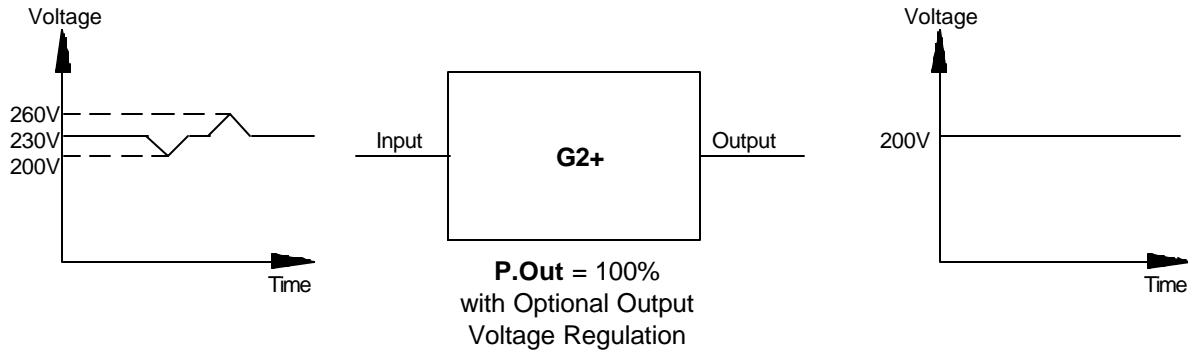 Voltage
260V
230V
200V
Time
Input
G2+
Output
P.Out = 100%
with Optional Output
Voltage Regulation
Voltage
200V
Time